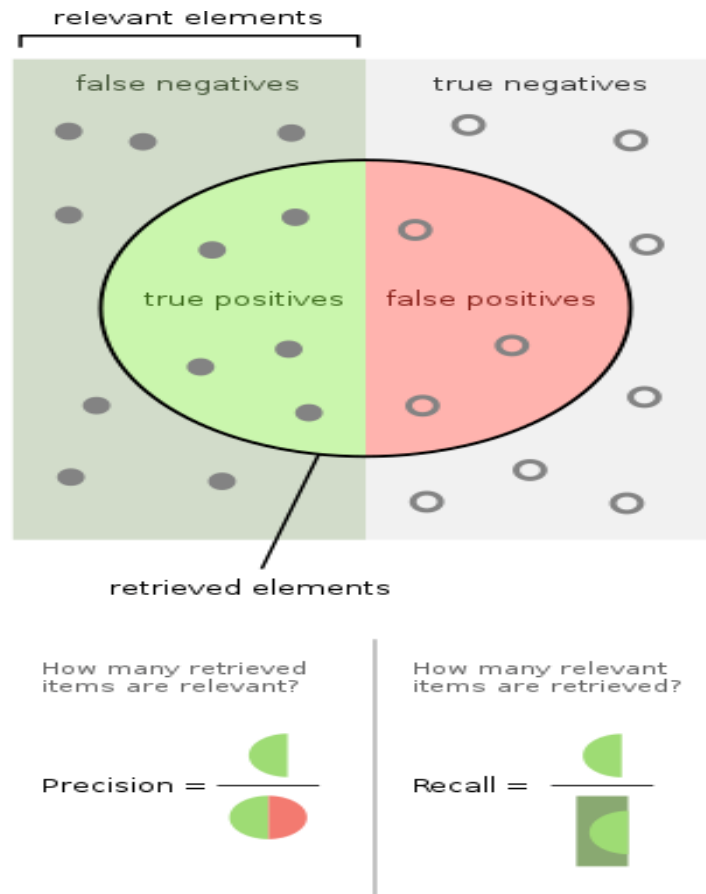 relevant elements
false negatives
true negatives
true positives
false positives
retrieved elements
How many retrieved
items are relevant?
Precision =
How many relevant
items are retrieved?
Recall =